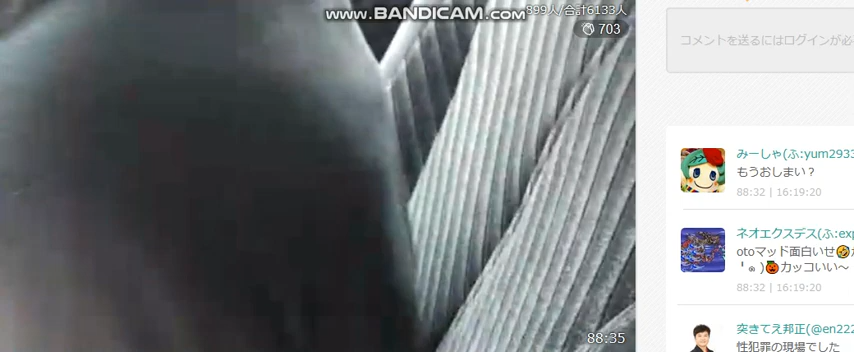 www.BANDICAM.com
899人/合計6133人
703
コメントを送るにはログインが必
みーしゃ(ふ:yum2933
もうおしまい？
88:32 | 16:19:20
ネオエクスデス(ふ:exp
otoマッド面白いせ🤣
🎃カッコいい～
88:32 | 16:19:20
突きてえ邦正(@en222
性犯罪の現場でした
88:35